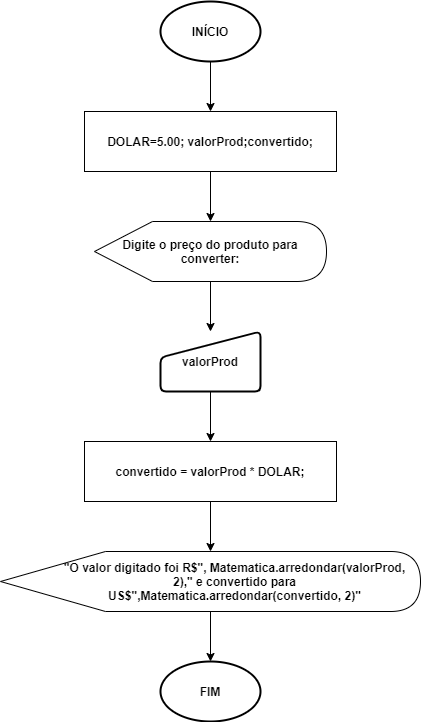 INÍCIO
DOLAR=5.00; valorProd;convertido;
Digite o preço do produto para
converter:
valorProd
convertido = valorProd * DOLAR;
"O valor digitado foi R$", Matematica.arredondar(valorProd,
2)," e convertido para
US$",Matematica.arredondar(convertido, 2)"
FIM